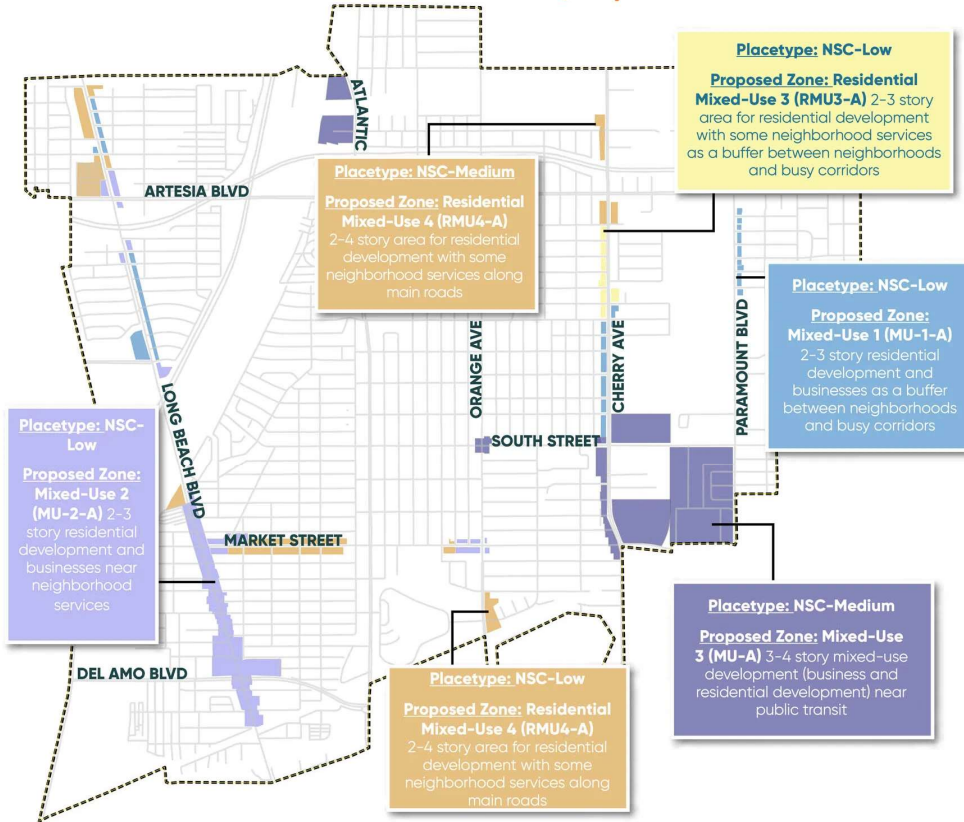 ATLANTIC
Placetype: NSC-Low
Proposed Zone: Residential
Mixed-Use 3 (RMU3-A) 2-3 story
area for residential development
with some neighborhood services
as a buffer between neighborhoods
and busy corridors
Placetype: NSC-Medium
Proposed Zone: Residential
Mixed-Use 4 (RMU4-A)
2-4 story area for residential
development with some
neighborhood services along
main roads
ARTESIA BLVD
Placetype: NSC-Low
Proposed Zone:
Mixed-Use 1 (MU-1-A)
2-3 story residential
development and
businesses as a buffer
between neighborhoods
and busy corridors
ORANGE AVE
CHERRY AVE
PARAMOUNT BLVD
LONG BEACH BLVD
SOUTH STREET
Placetype: NSC-
Low
Proposed Zone:
Mixed-Use 2
(MU-2-A) 2-3
story residential
development and
businesses near
neighborhood
services
MARKET STREET
Placetype: NSC-Medium
Proposed Zone: Mixed-Use
3 (MU-A) 3-4 story mixed-use
development (business and
residential development) near
public transit
DEL AMO BLVD
Placetype: NSC-Low
Proposed Zone: Residential
Mixed-Use 4 (RMU4-A)
2-4 story area for residential
development with some
neighborhood services along
main roads